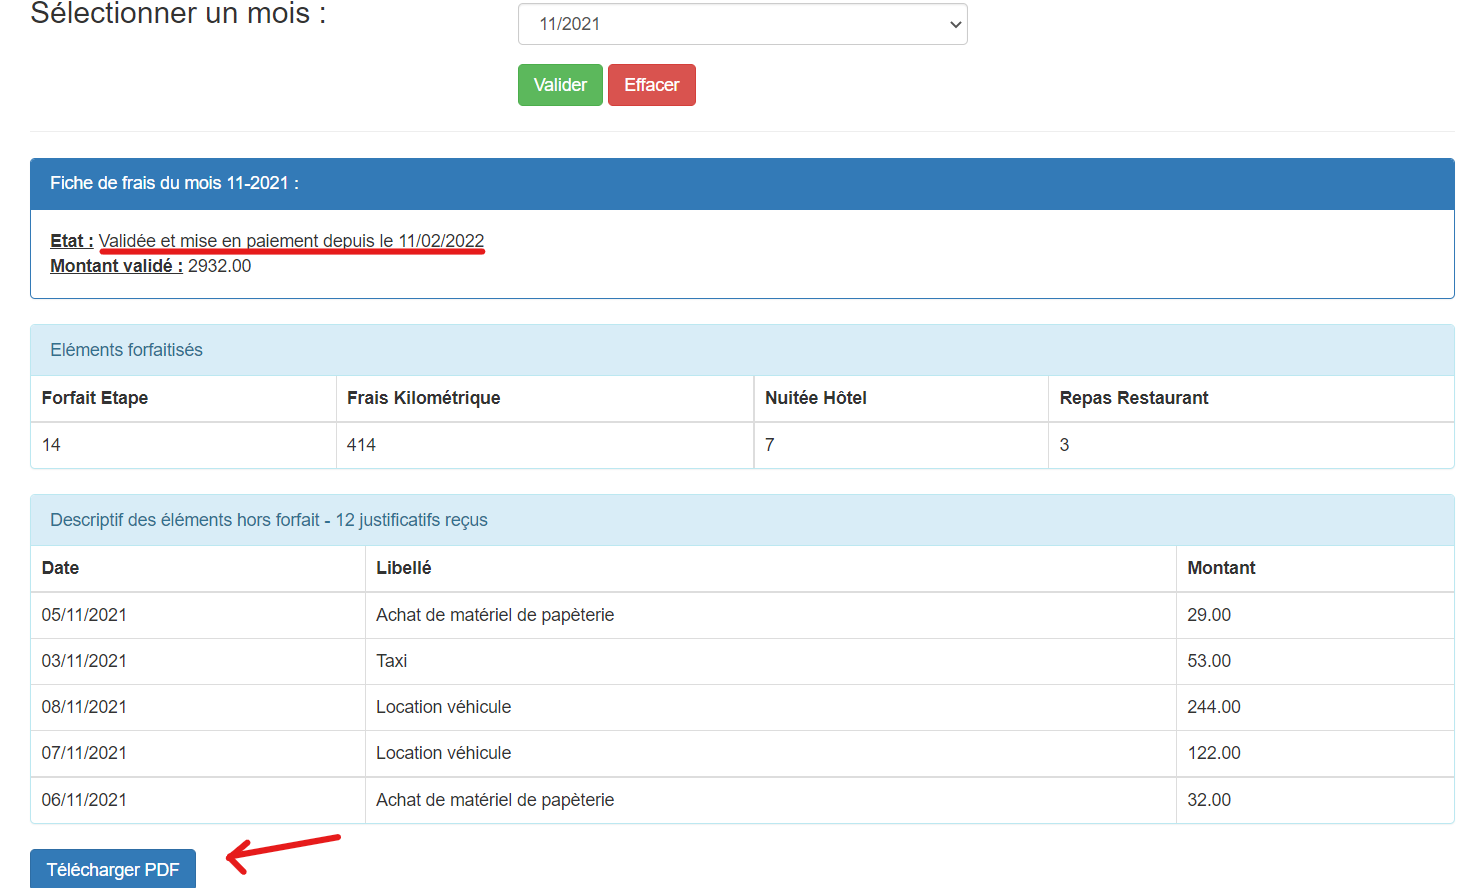 Sélectionner un mois :
11/2021
Valider Effacer
Fiche de frais du mois 11-2021 :
Etat : Validée et mise en paiement depuis le 11/02/2022
Montant validé : 2932.00
Eléments forfaitisés
Forfait Etape Frais Kilométrique Nuitée Hôtel Repas Restaurant
14 414 7 3
Descriptif des éléments hors forfait - 12 justificatifs reçus
Date Libellé Montant
05/11/2021 Achat de matériel de papèterie 29.00
03/11/2021 Taxi 53.00
08/11/2021 Location véhicule 244.00
07/11/2021 Location véhicule 122.00
06/11/2021 Achat de matériel de papèterie 32.00
Télécharger PDF